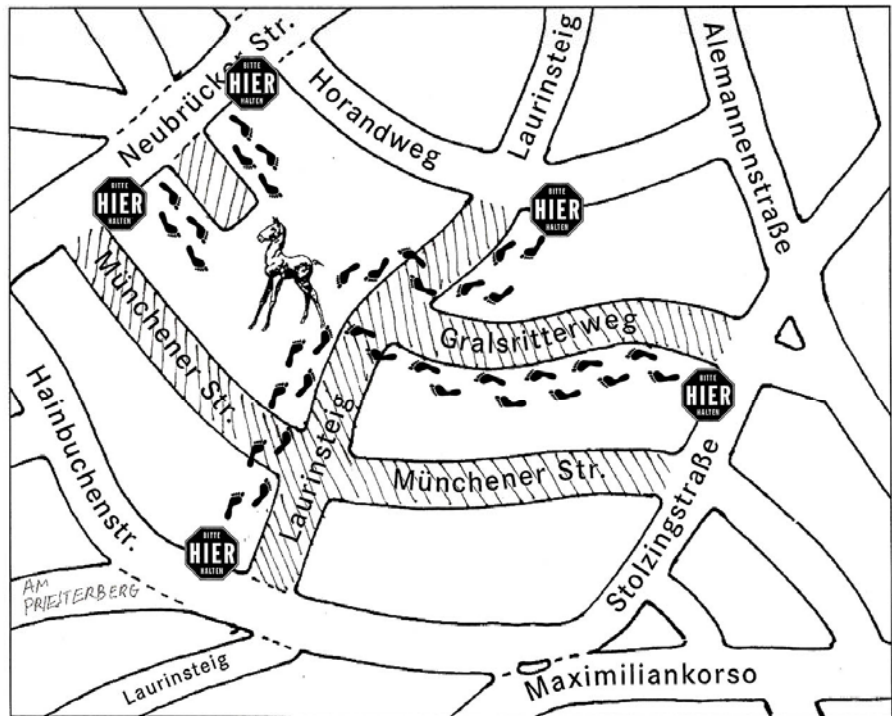 Neubrücker Str.
BITTE
HIER
HALTEN
Horandweg
Laurinsteig
Alemannenstraße
BITTE
HIER
HALTEN
BITTE
HIER
HALTEN
Münchener Str.
Gralsritterweg
Hainbuchenstr.
Laurinsteig
BITTE
HIER
HALTEN
Münchener Str.
Stolzingstraße
BITTE
HIER
HALTEN
AM
PRIESTERBERG
Laurinsteig
Maximiliankorso